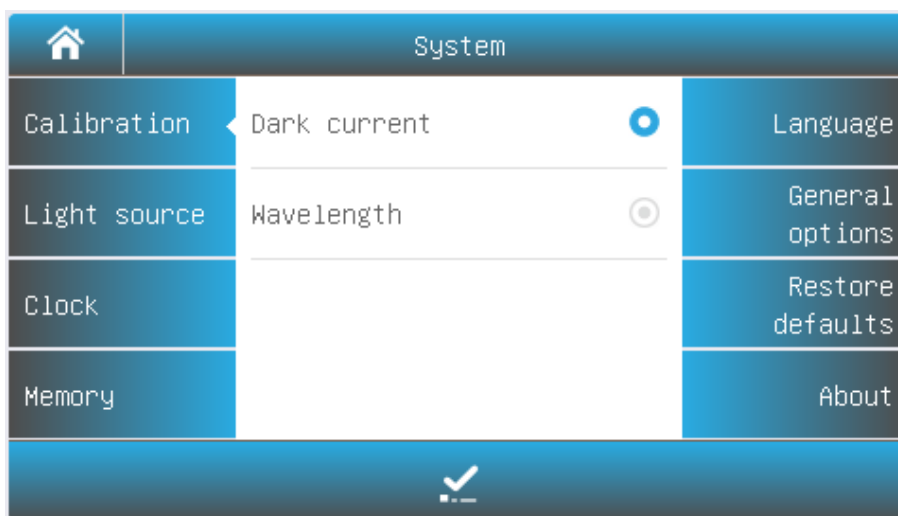 System
Calibration
Dark current
Language
Light source
Wavelength
General
options
Clock
Restore
defaults
Memory
About